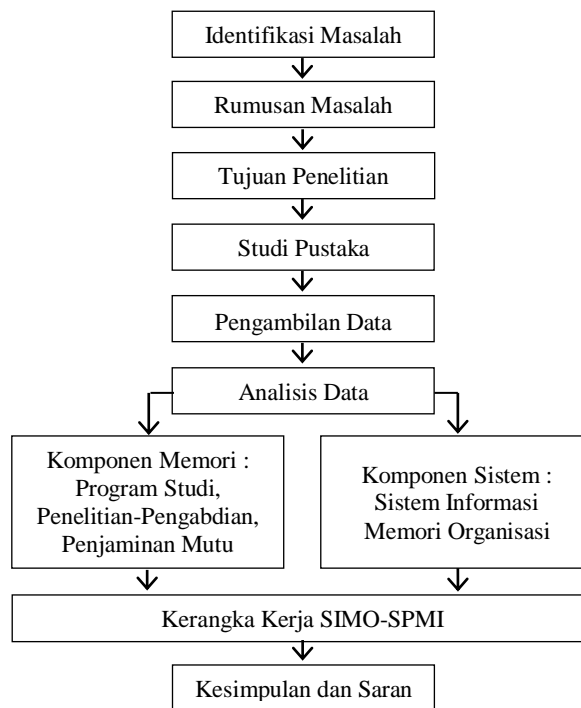 Identifikasi Masalah
Rumusan Masalah
Tujuan Penelitian
Studi Pustaka
Pengambilan Data
Analisis Data
Komponen Memori :
Program Studi,
Penelitian-Pengabdian,
Penjaminan Mutu
Komponen Sistem :
Sistem Informasi
Memori Organisasi
Kerangka Kerja SIMO-SPMI
Kesimpulan dan Saran